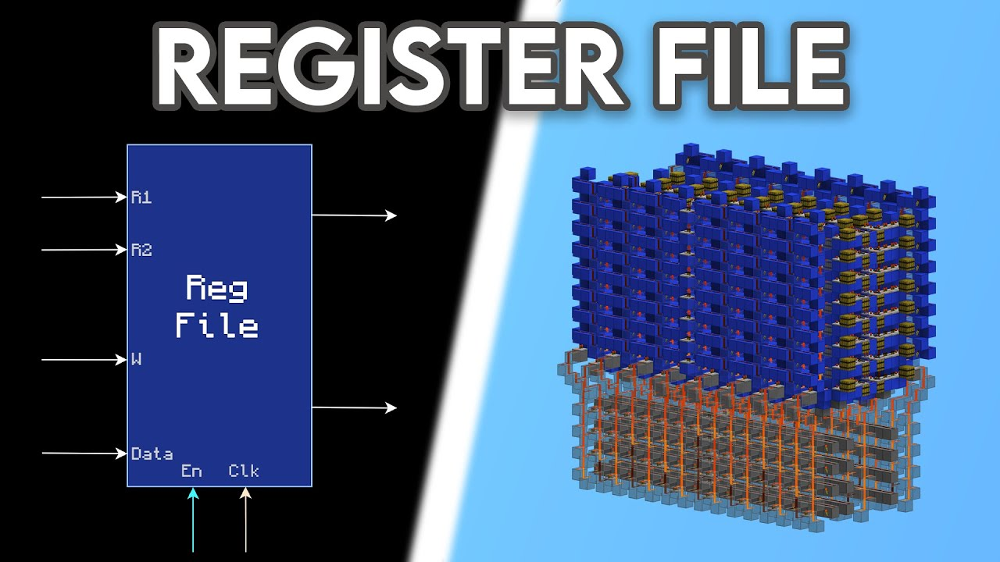 REGISTER FILE
R1
R2
Reg
File
W
Data
En Clk